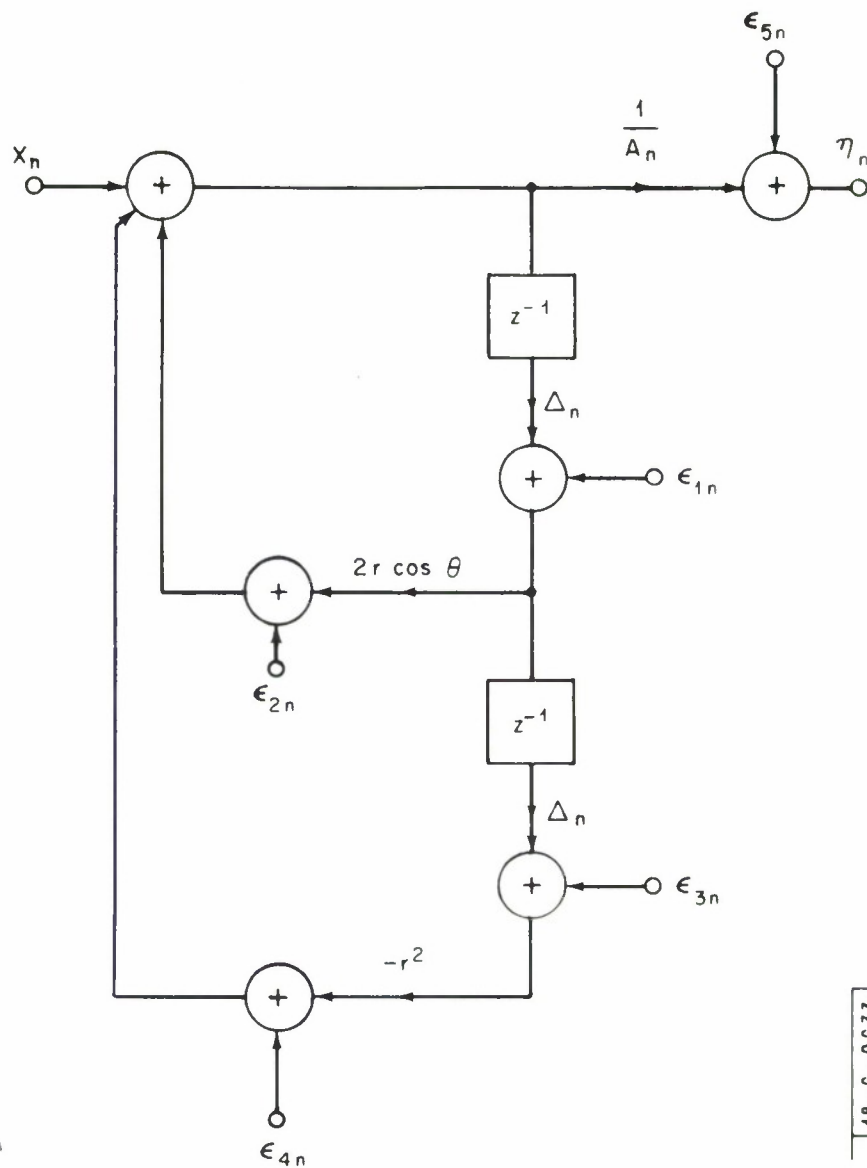 ϵ₅ₙ
1/Aₙ
Xₙ
ηₙ
+
+
z⁻¹
Δₙ
+
ϵ₁ₙ
2r cos θ
+
ϵ₂ₙ
z⁻¹
Δₙ
+
ϵ₃ₙ
-r²
+
ϵ₄ₙ